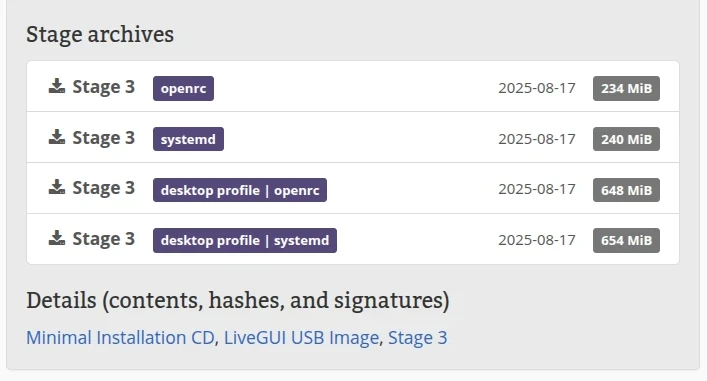 Stage archives
Stage 3 openrc 2025-08-17 234 MiB
Stage 3 systemd 2025-08-17 240 MiB
Stage 3 desktop profile | openrc 2025-08-17 648 MiB
Stage 3 desktop profile | systemd 2025-08-17 654 MiB
Details (contents, hashes, and signatures)
Minimal Installation CD, LiveGUI USB Image, Stage 3